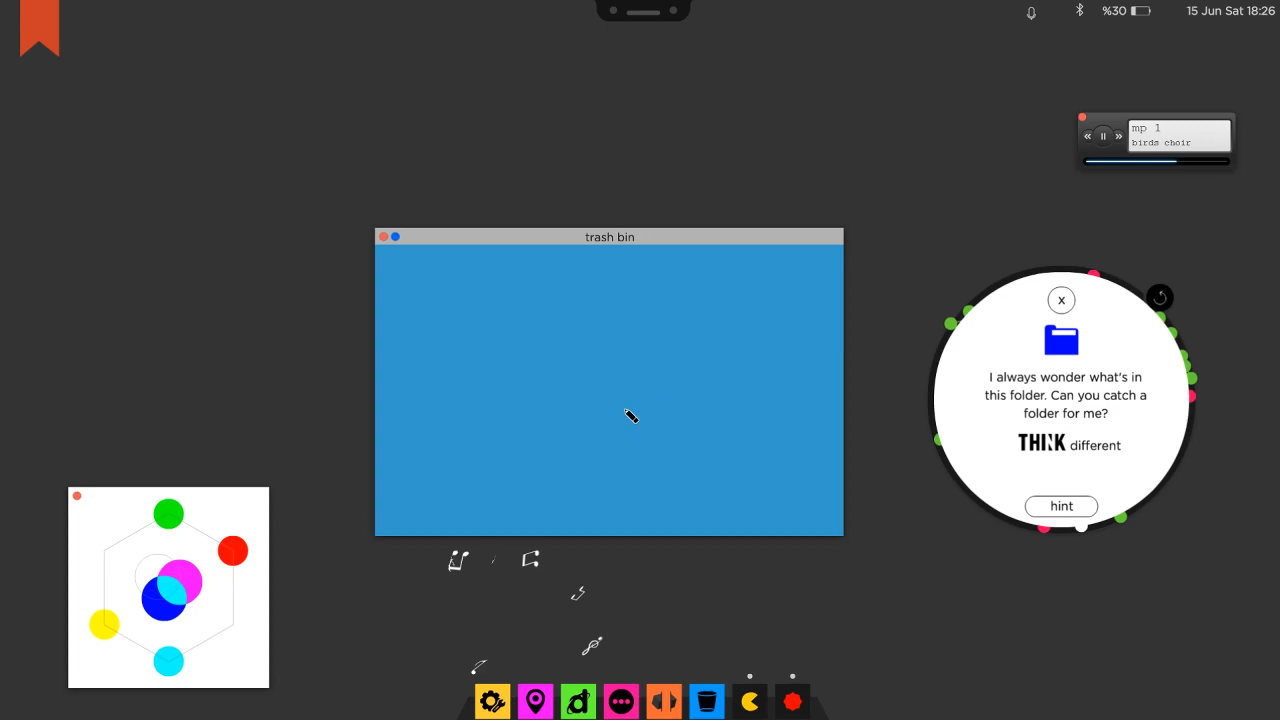 %30
15 Jun Sat 18:26
mp 1
birds choir
trash bin
x
I always wonder what's in
this folder. Can you catch a
folder for me?
THINK different
hint
d